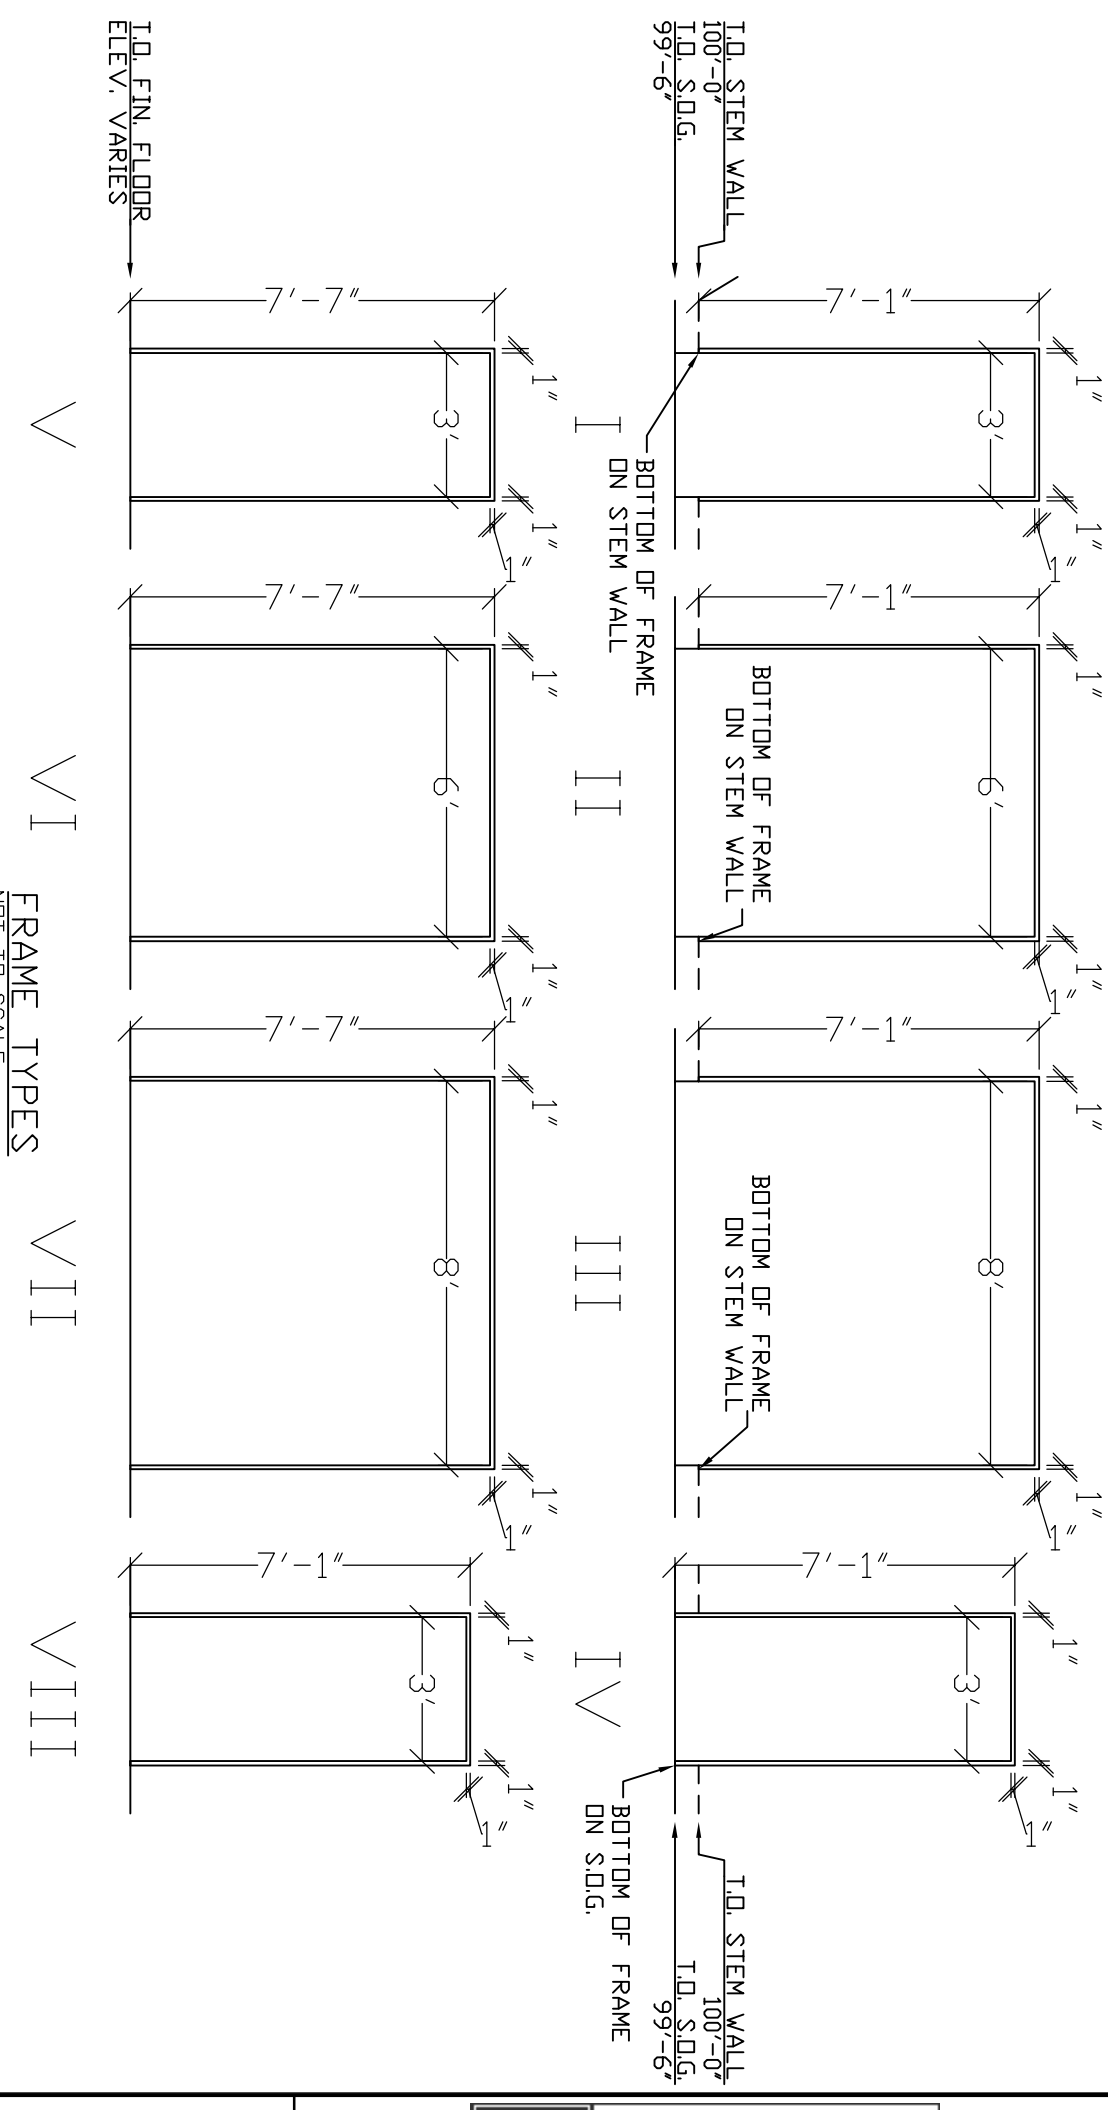 T.O. STEM WALL
100'-0"
T.O. S.O.G.
99'-6"
7'-1"
1"
3'
1"
1"
BOTTOM OF FRAME
ON STEM WALL
I
7'-1"
1"
6'
1"
1"
BOTTOM OF FRAME
ON STEM WALL
II
7'-1"
1"
8'
1"
1"
BOTTOM OF FRAME
ON STEM WALL
III
7'-1"
1"
3'
1"
1"
BOTTOM OF FRAME
ON S.O.G.
IV
T.O. STEM WALL
100'-0"
T.O. S.O.G.
99'-6"
T.O. FIN. FLOOR
ELEV. VARIES
7'-7"
1"
3'
1"
1"
V
7'-7"
1"
6'
1"
1"
VI
7'-7"
1"
8'
1"
1"
VII
7'-1"
1"
3'
1"
1"
VIII
FRAME TYPES
NOT TO SCALE